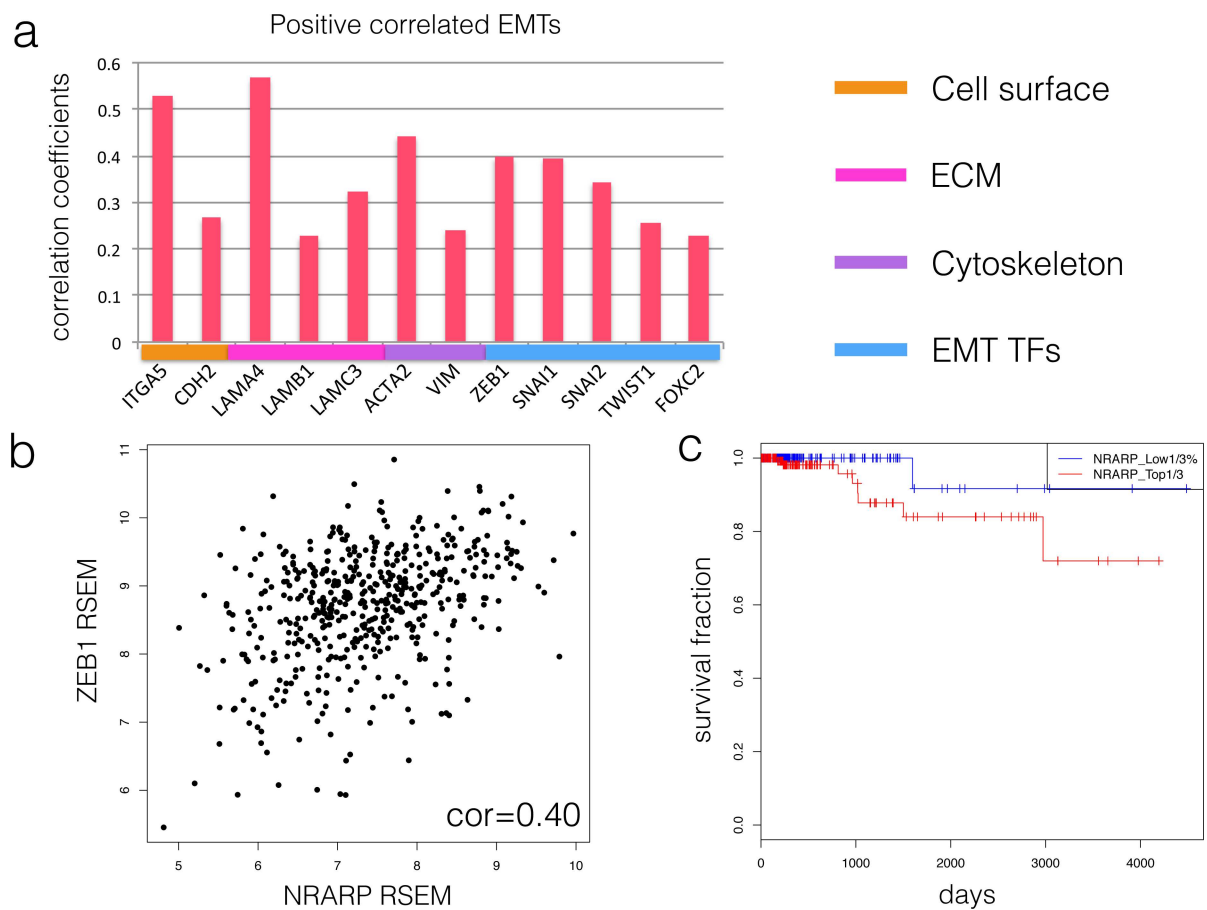 a
Positive correlated EMTs
correlation coefficients
0.6
0.5
0.4
0.3
0.2
0.1
0
ITGA5
CDH2
LAMA4
LAMB1
LAMC3
ACTA2
VIM
ZEB1
SNAI1
SNAI2
TWIST1
FOXC2
Cell surface
ECM
Cytoskeleton
EMT TFs
b
ZEB1 RSEM
11
10
9
8
7
6
cor=0.40
5 6 7 8 9 10
NRARP RSEM
c
survival fraction
1.0
0.8
0.6
0.4
0.2
0.0
NRARP_Low1/3%
NRARP_Top1/3
0 1000 2000 3000 4000
days